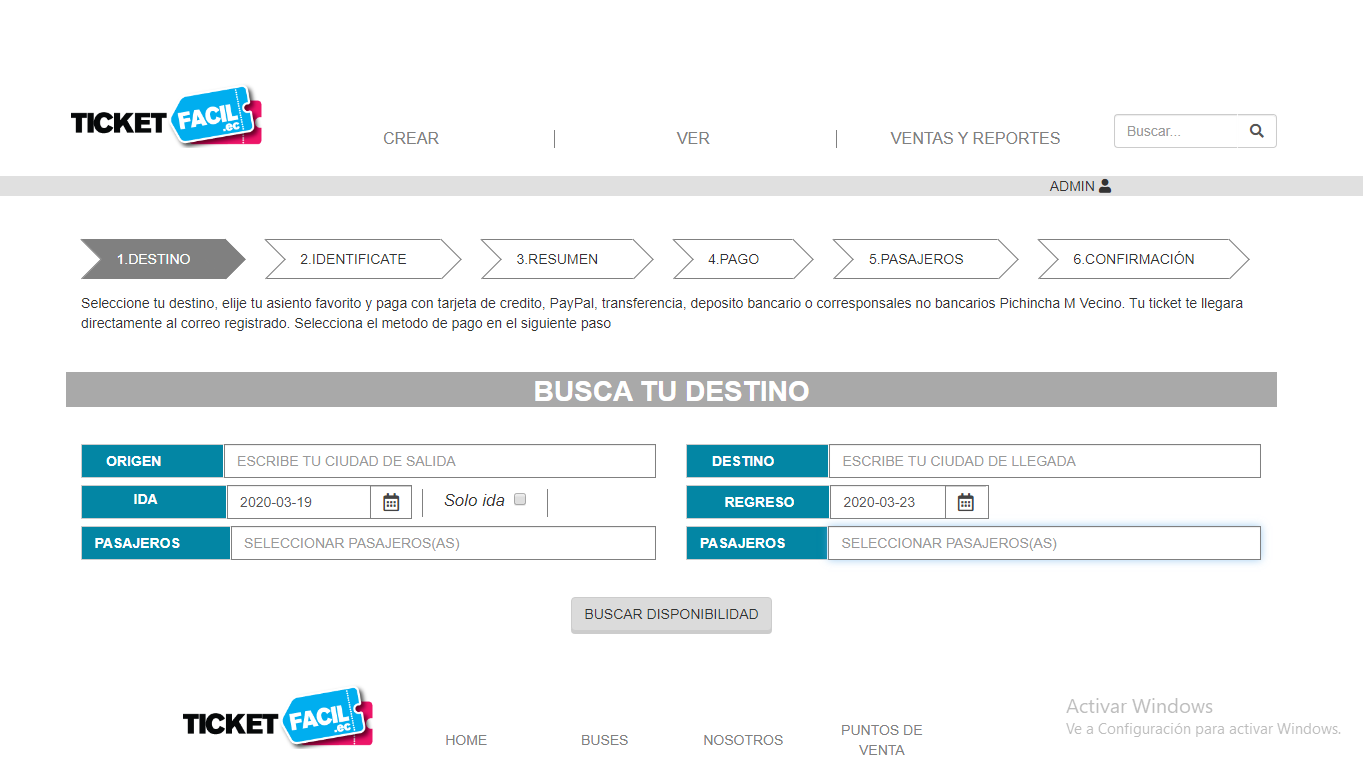 TICKET FACIL .ec
CREAR | VER | VENTAS Y REPORTES
Buscar...
ADMIN
1.DESTINO
2.IDENTIFICATE
3.RESUMEN
4.PAGO
5.PASAJEROS
6.CONFIRMACIÓN
Seleccione tu destino, elije tu asiento favorito y paga con tarjeta de credito, PayPal, transferencia, deposito bancario o corresponsales no bancarios Pichincha M Vecino. Tu ticket te llegara
directamente al correo registrado. Selecciona el metodo de pago en el siguiente paso
BUSCA TU DESTINO
ORIGEN ESCRIBE TU CIUDAD DE SALIDA
DESTINO ESCRIBE TU CIUDAD DE LLEGADA
IDA 2020-03-19 | Solo ida |
REGRESO 2020-03-23
PASAJEROS SELECCIONAR PASAJEROS(AS)
PASAJEROS SELECCIONAR PASAJEROS(AS)
BUSCAR DISPONIBILIDAD
TICKET FACIL .ec
HOME
BUSES
NOSOTROS
PUNTOS DE
VENTA
Activar Windows
Ve a Configuración para activar Windows.